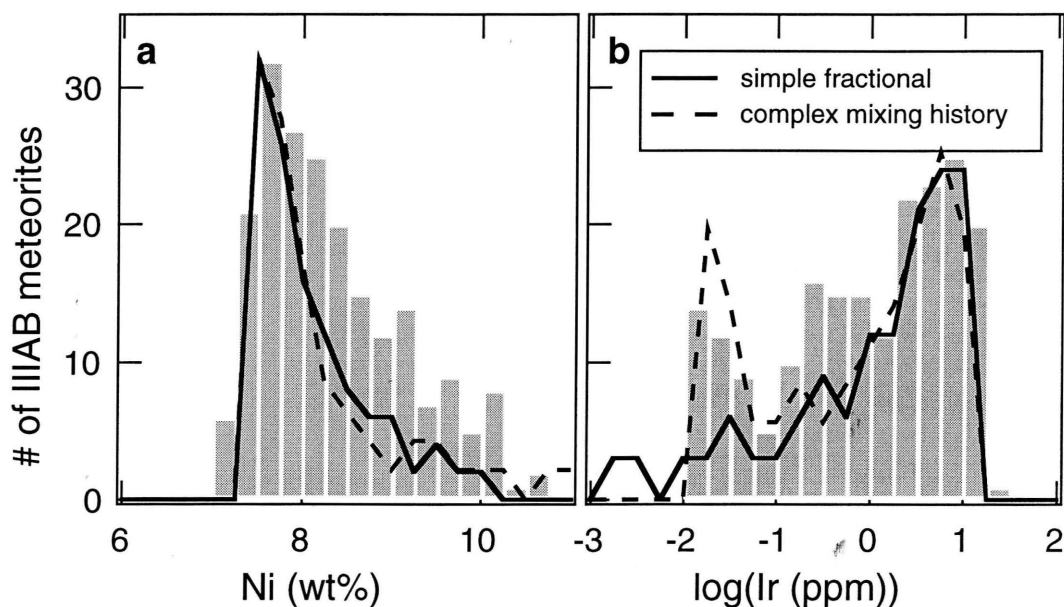 a
b
simple fractional
complex mixing history
# of IIIAB meteorites
30
20
10
0
6
8
10
-3
-2
-1
0
1
2
Ni (wt%)
log(Ir (ppm))